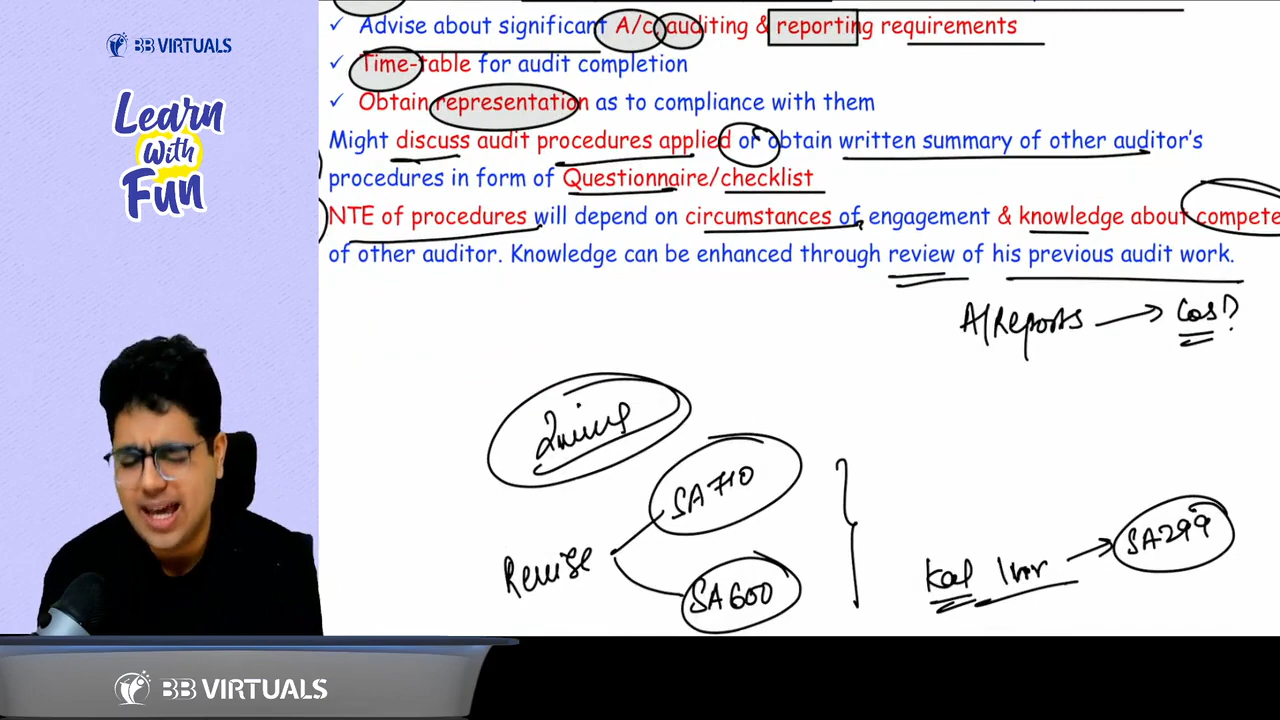 BB VIRTUALS
Learn
With
Fun
✓ Advise about significant A/c, auditing & reporting requirements
✓ Time-table for audit completion
✓ Obtain representation as to compliance with them
Might discuss audit procedures applied or obtain written summary of other auditor's
procedures in form of Questionnaire/checklist
NTE of procedures will depend on circumstances of engagement & knowledge about compete
of other auditor. Knowledge can be enhanced through review of his previous audit work.
A/Reports → Cos?
SA 710
Revise
SA 600
Kal 1hr → SA 299
BB VIRTUALS